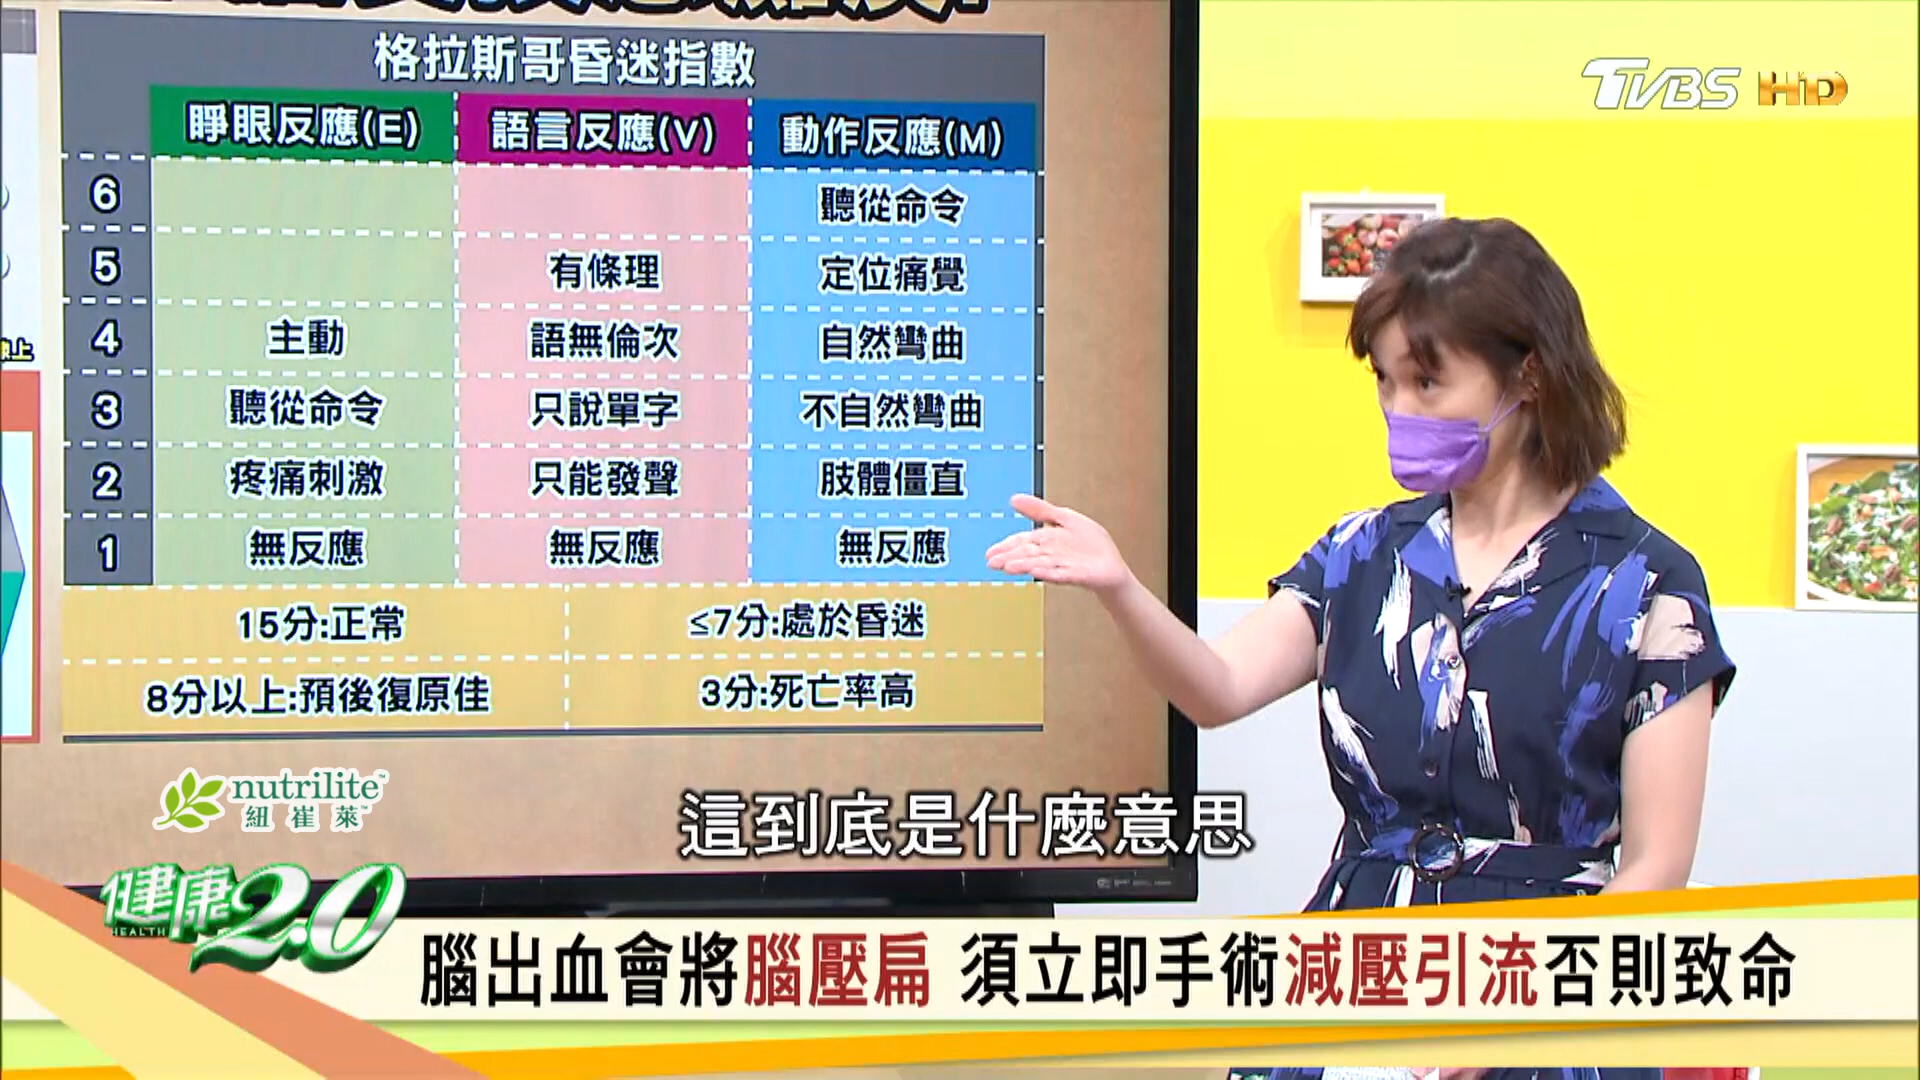 格拉斯哥昏迷指數
睜眼反應(E) 語言反應(V) 動作反應(M)
6 聽從命令
5 有條理 定位痛覺
4 主動 語無倫次 自然彎曲
3 聽從命令 只說單字 不自然彎曲
2 疼痛刺激 只能發聲 肢體僵直
1 無反應 無反應 無反應
15分:正常 ≤7分:處於昏迷
8分以上:預後復原佳 3分:死亡率高
TVBS HD
nutrilite™
紐崔萊™
這到底是什麼意思
健康2.0
HEALTH
腦出血會將腦壓扁 須立即手術減壓引流否則致命